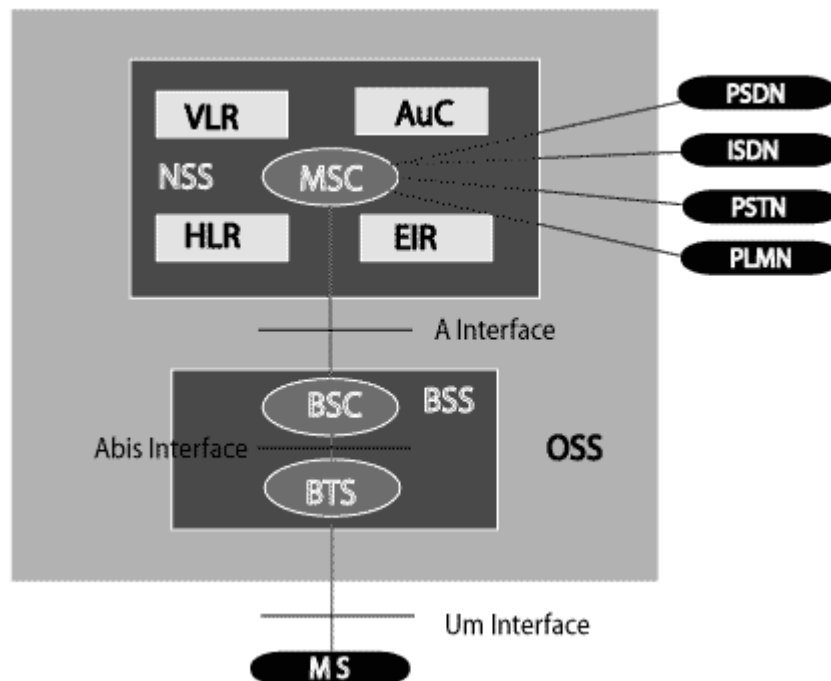 VLR
AuC
NSS
MSC
HLR
EIR
PSDN
ISDN
PSTN
PLMN
A Interface
BSC
BSS
Abis Interface
BTS
OSS
Um Interface
MS